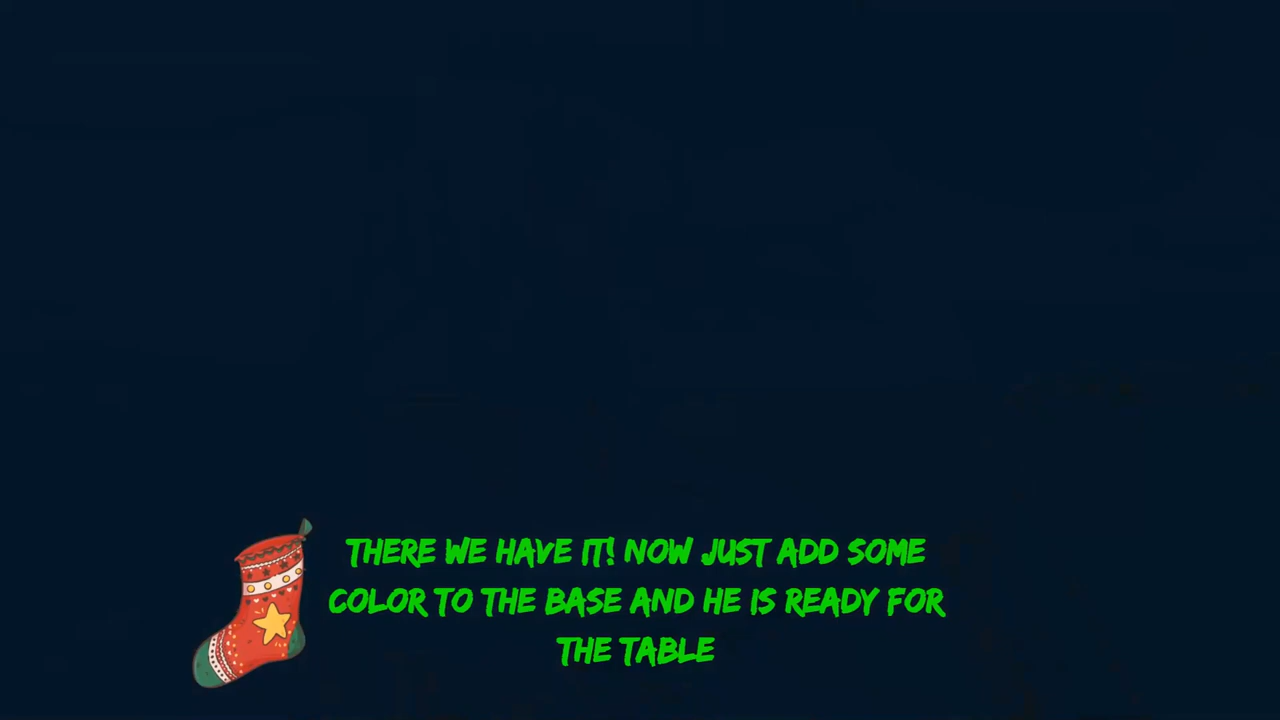 THERE WE HAVE IT! NOW JUST ADD SOME
COLOR TO THE BASE AND HE IS READY FOR
THE TABLE